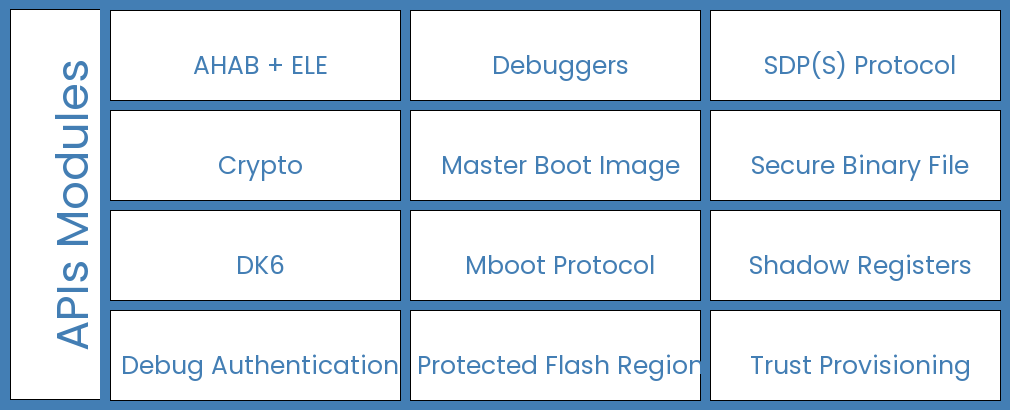 APIs Modules
AHAB + ELE
Debuggers
SDP(S) Protocol
Crypto
Master Boot Image
Secure Binary File
DK6
Mboot Protocol
Shadow Registers
Debug Authentication
Protected Flash Region
Trust Provisioning